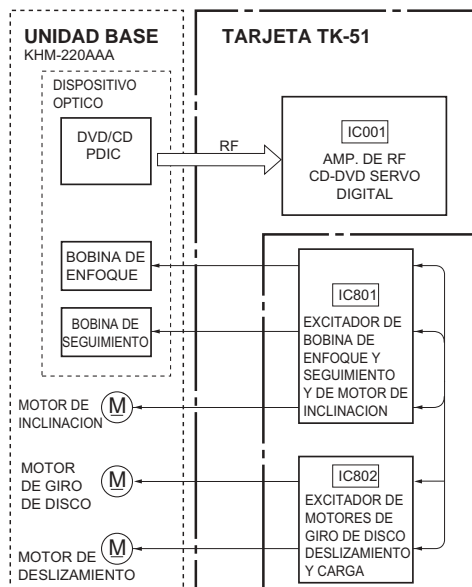 UNIDAD BASE
KHM-220AAA
TARJETA TK-51
DISPOSITIVO
OPTICO
DVD/CD
PDIC
RF
IC001
AMP. DE RF
CD-DVD SERVO
DIGITAL
BOBINA DE
ENFOQUE
BOBINA DE
SEGUIMIENTO
IC801
EXCITADOR DE
BOBINA DE
ENFOQUE Y
SEGUIMIENTO
Y DE MOTOR DE
INCLINACION
MOTOR DE
INCLINACION
M
MOTOR
DE GIRO
DE DISCO
M
IC802
EXCITADOR DE
MOTORES DE
GIRO DE DISCO
DESLIZAMIENTO
Y CARGA
MOTOR DE
DESLIZAMIENTO
M